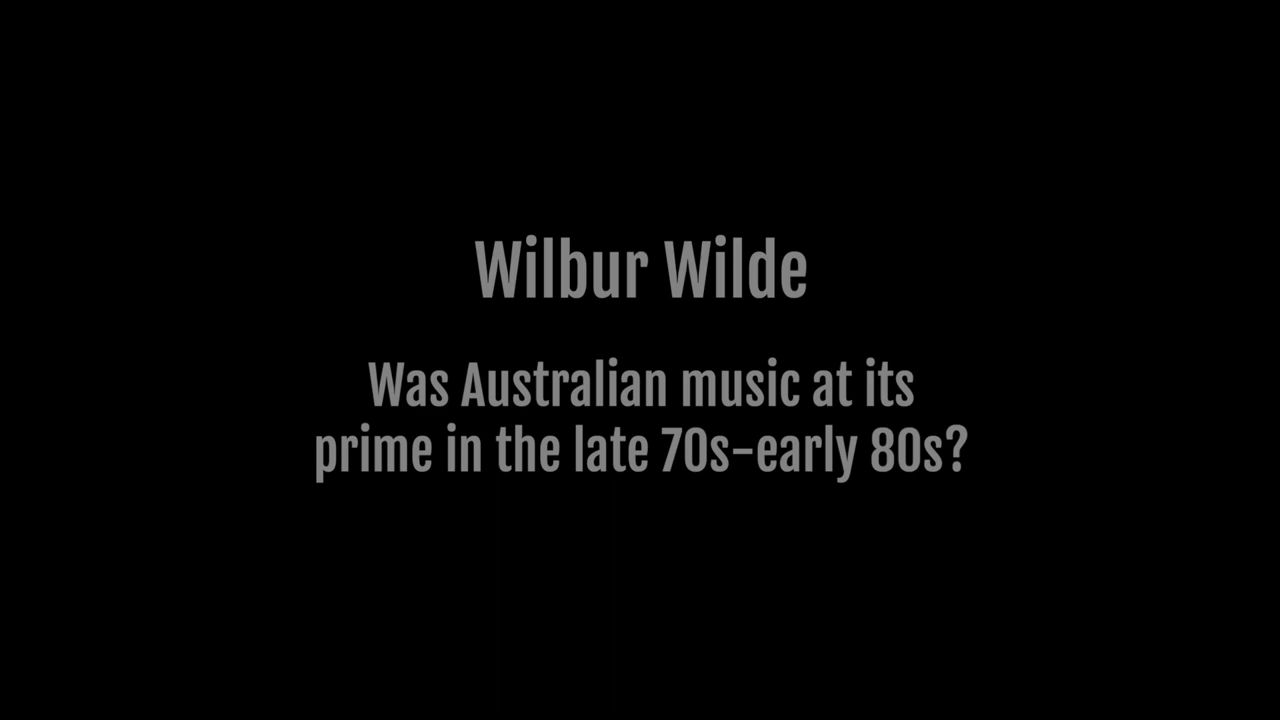 Wilbur Wilde
Was Australian music at its
prime in the late 70s-early 80s?